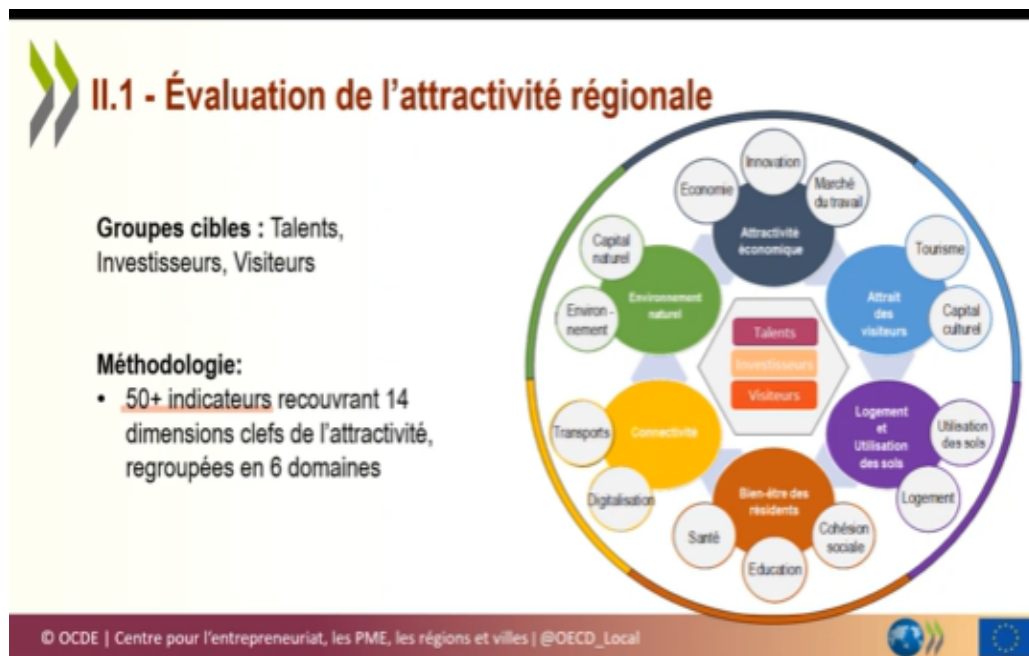 II.1 - Évaluation de l'attractivité régionale
Groupes cibles : Talents,
Investisseurs, Visiteurs
Méthodologie:
• 50+ indicateurs recouvrant 14
dimensions clefs de l'attractivité,
regroupées en 6 domaines
Innovation
Economie
Marché
du travail
Attractivité
économique
Capital
naturel
Tourisme
Environnement
naturel
Attrait
des
visiteurs
Environ -
nement
Capital
culturel
Talents
Investisseurs
Visiteurs
Transports
Connectivité
Logement
et
Utilisation
des sols
Utilisation
des sols
Digitalisation
Logement
Bien-être des
résidents
Santé
Cohésion
sociale
Education
© OCDE | Centre pour l'entrepreneuriat, les PME, les régions et villes | @OECD_Local